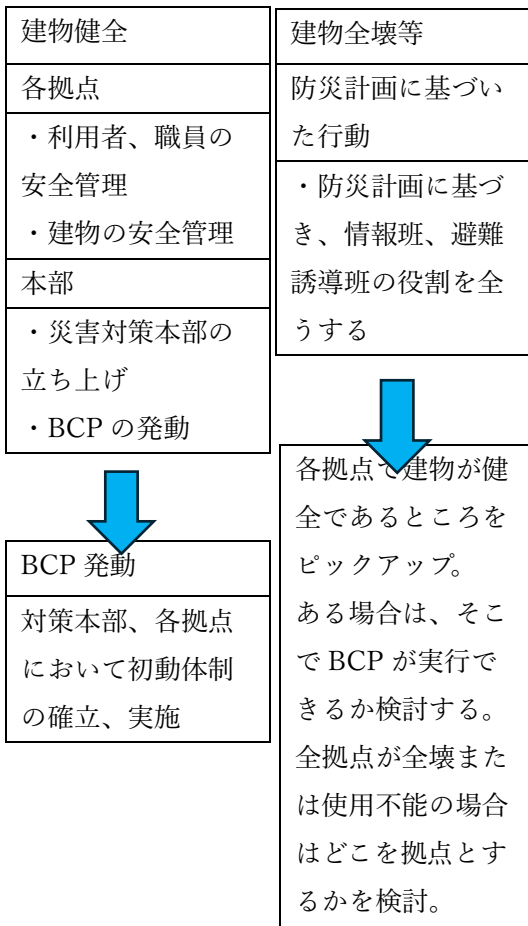 建物健全
各拠点
・利用者、職員の
安全管理
・建物の安全管理
本部
・災害対策本部の
立ち上げ
・BCP の発動
BCP 発動
対策本部、各拠点
において初動体制
の確立、実施
建物全壊等
防災計画に基づい
た行動
・防災計画に基づ
き、情報班、避難
誘導班の役割を全
うする
各拠点で建物が健
全であるところを
ピックアップ。
ある場合は、そこ
で BCP が実行で
きるか検討する。
全拠点が全壊また
は使用不能の場合
はどこを拠点とす
るかを検討。